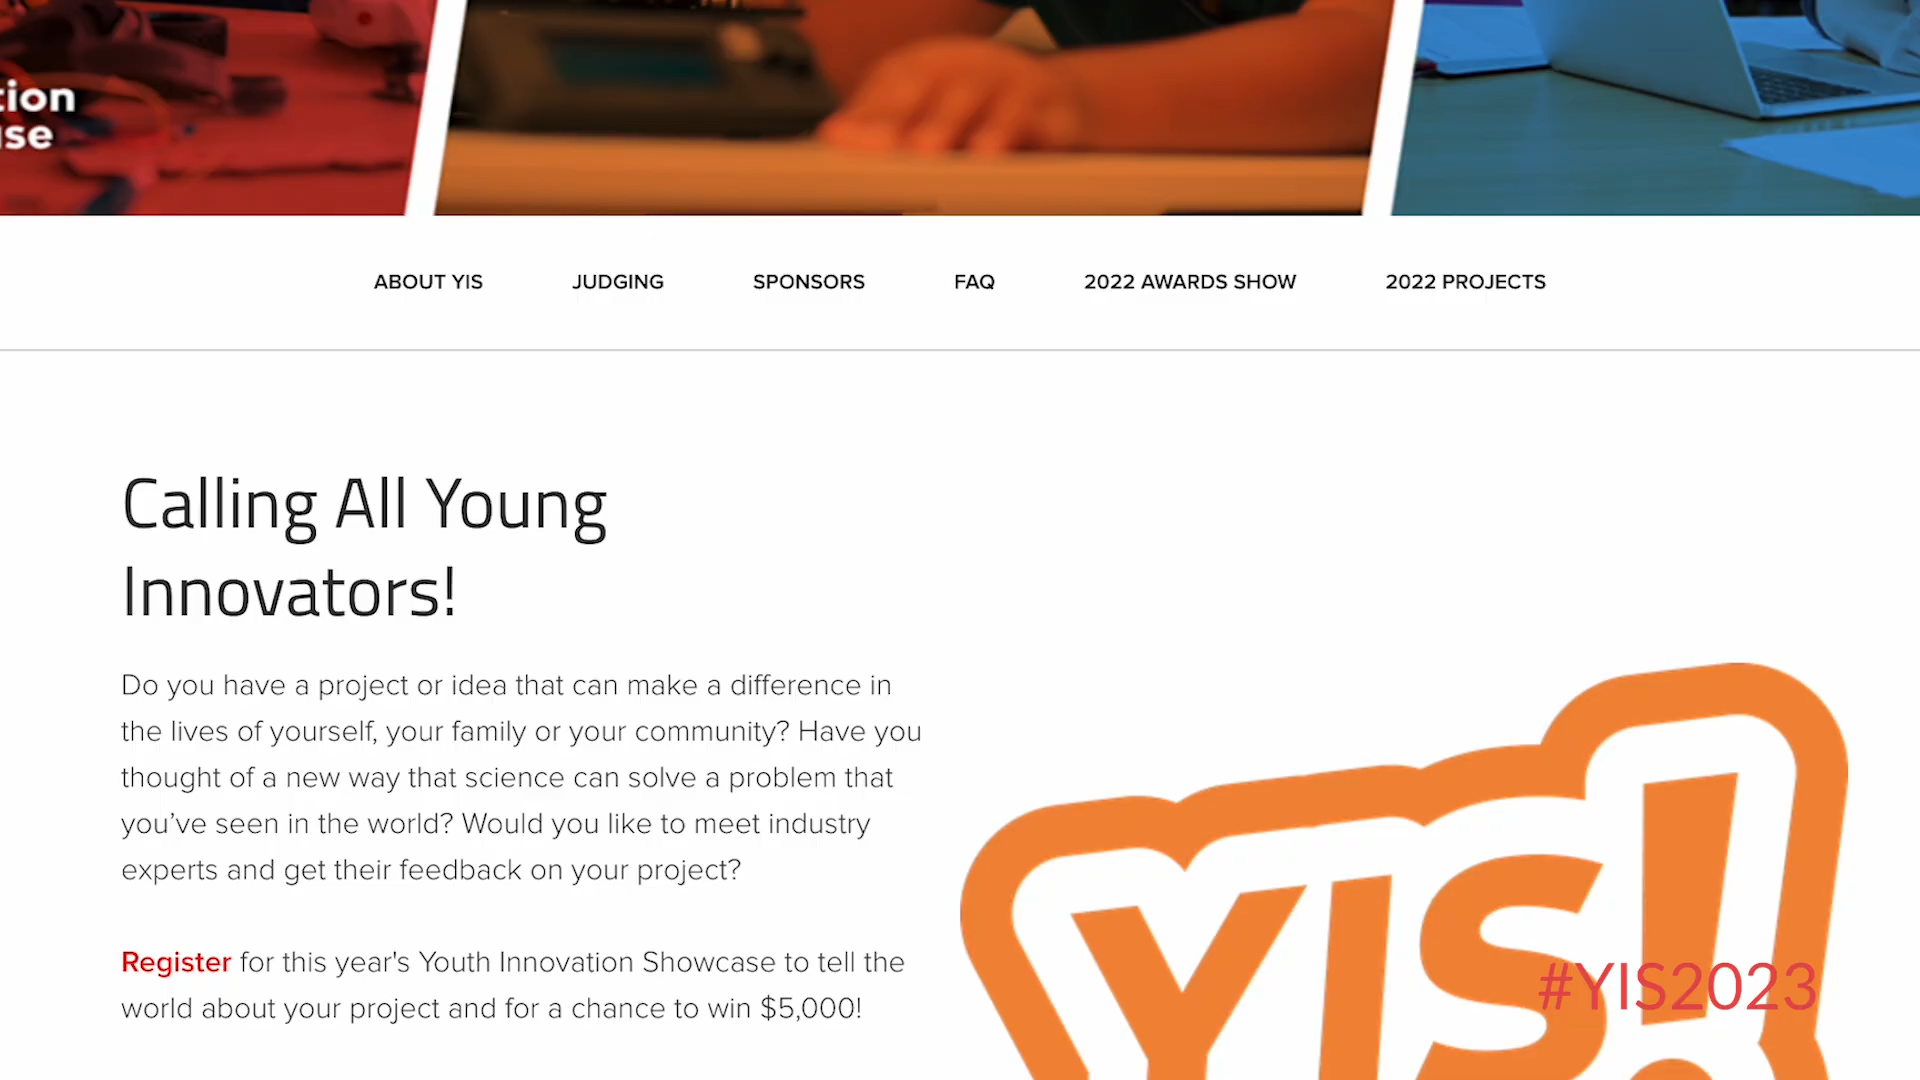 tion
use
ABOUT YIS JUDGING SPONSORS FAQ 2022 AWARDS SHOW 2022 PROJECTS
Calling All Young
Innovators!
Do you have a project or idea that can make a difference in
the lives of yourself, your family or your community? Have you
thought of a new way that science can solve a problem that
you’ve seen in the world? Would you like to meet industry
experts and get their feedback on your project?
Register for this year's Youth Innovation Showcase to tell the
world about your project and for a chance to win $5,000!
YIS!
#YIS2023